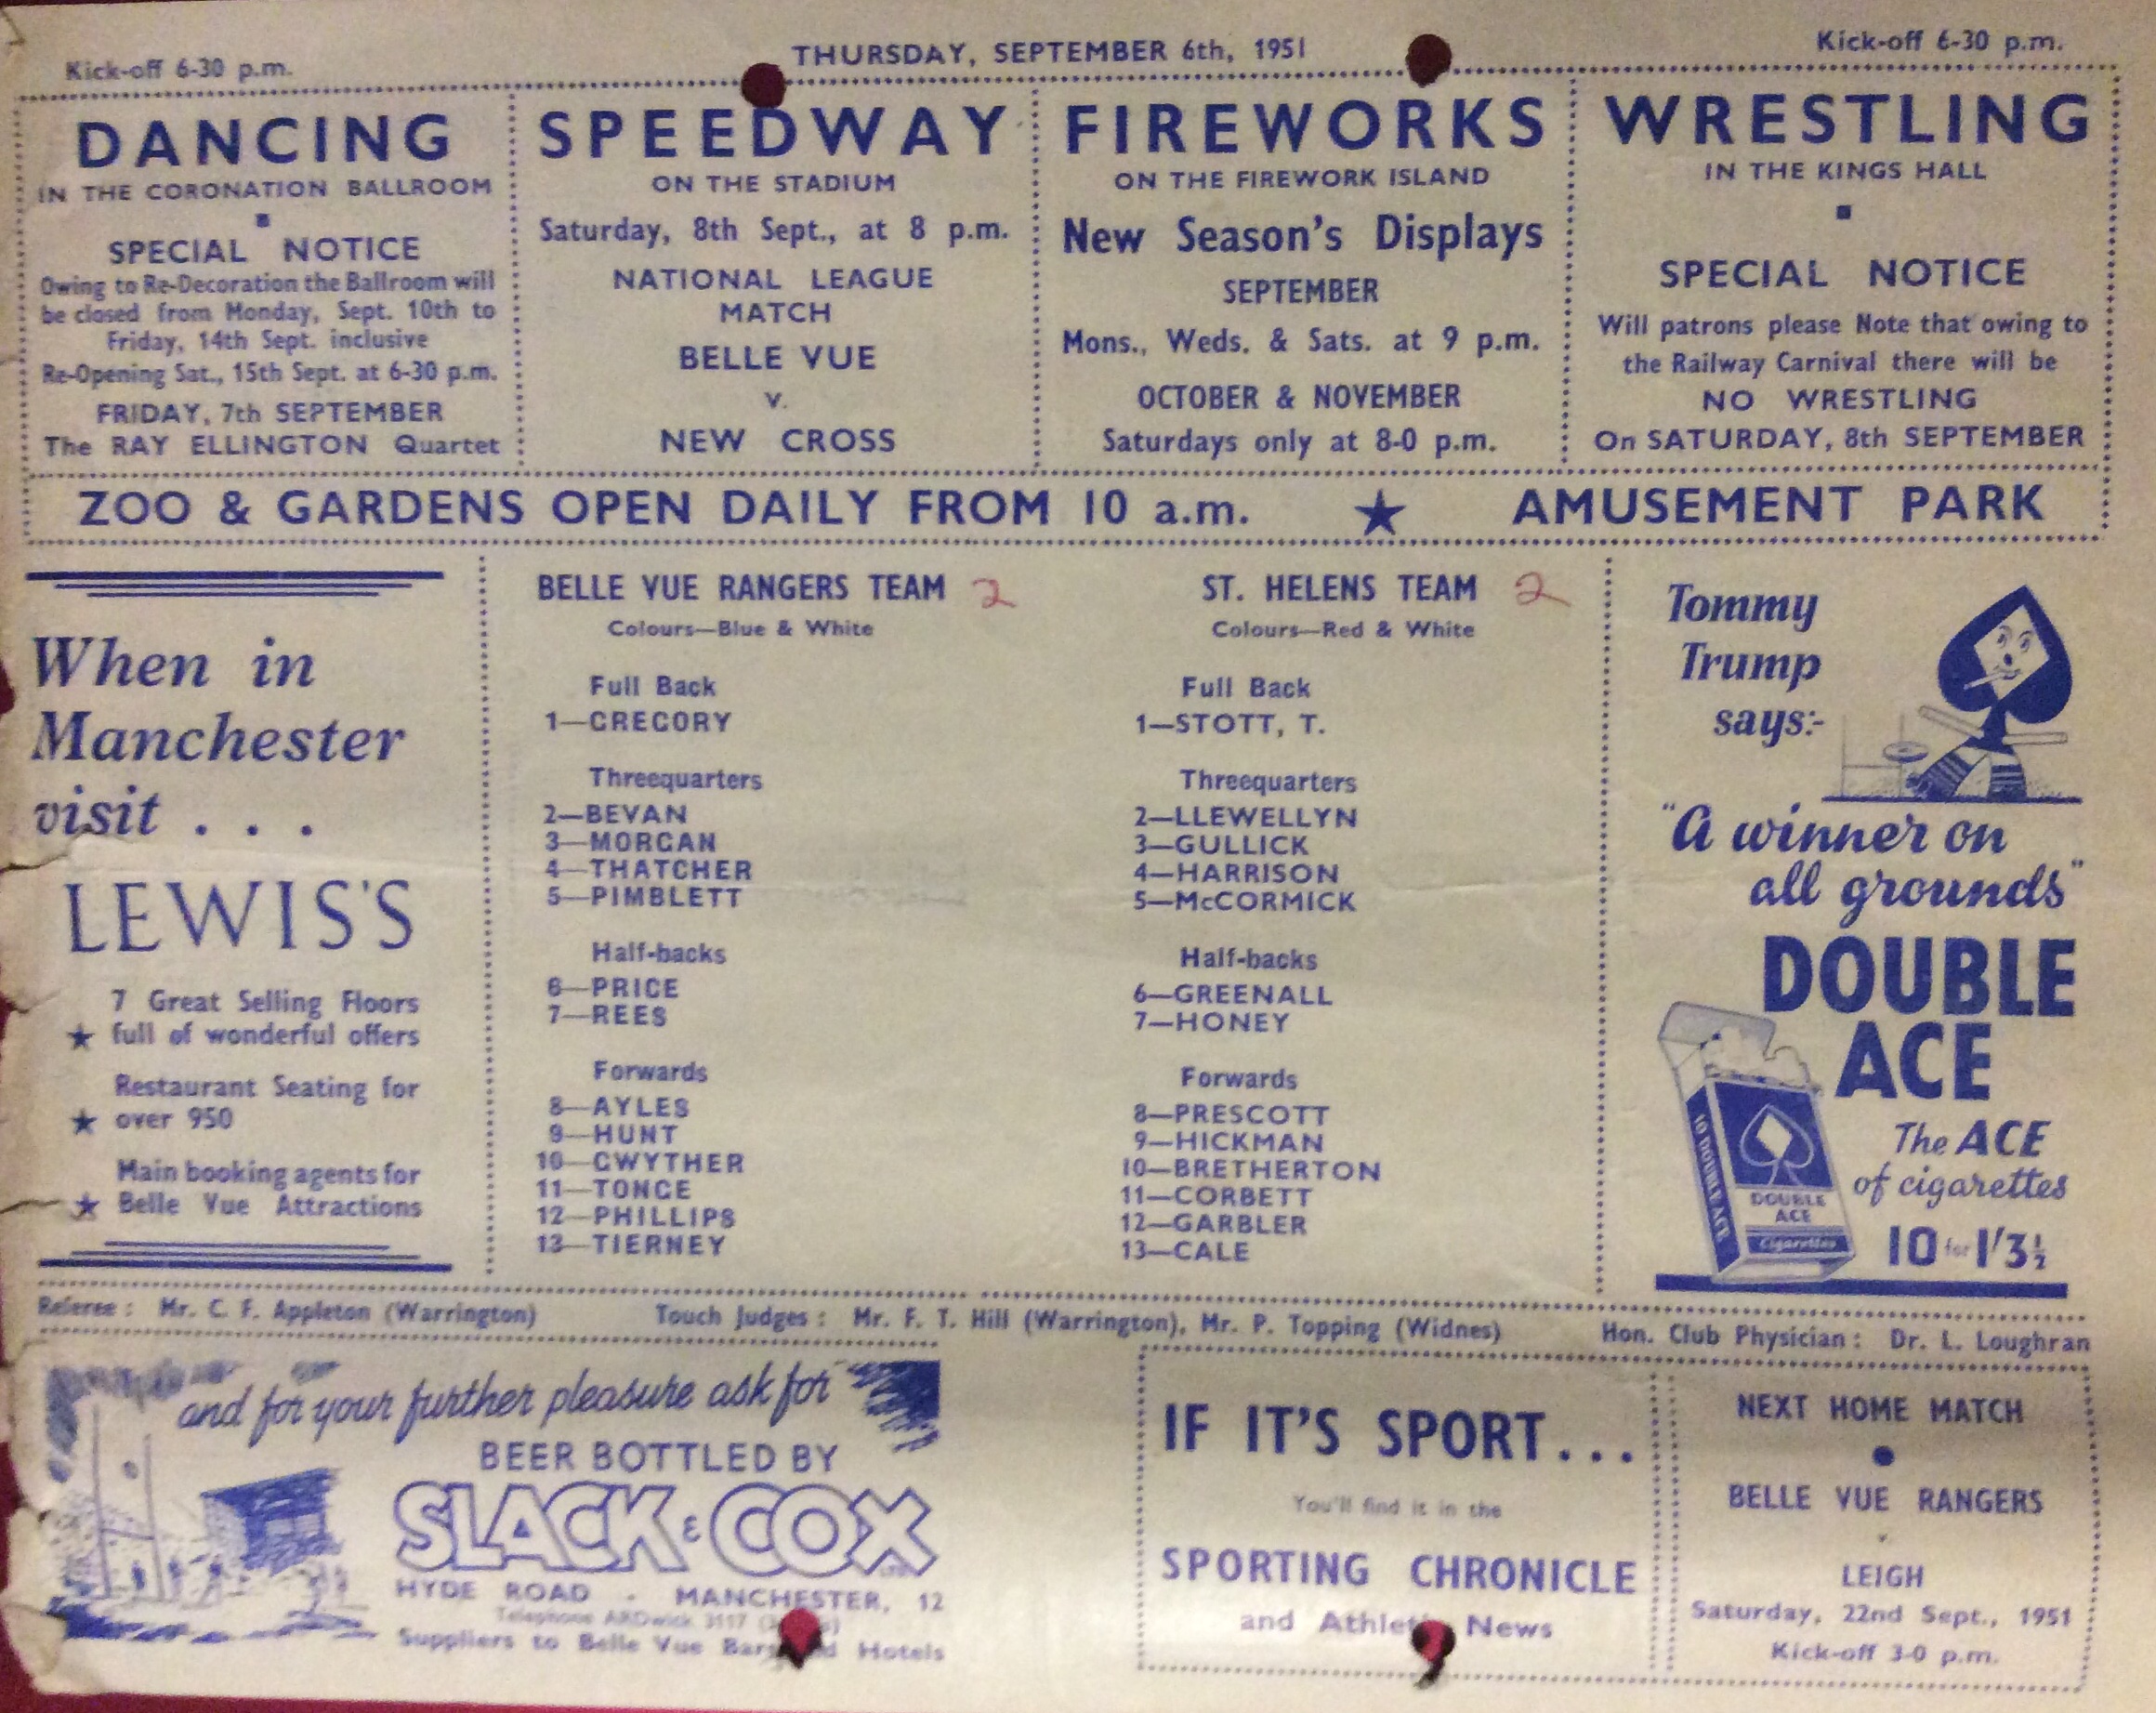 Kick-off 6-30 p.m.
THURSDAY, SEPTEMBER 6th, 1951
Kick-off 6-30 p.m.
DANCING
IN THE CORONATION BALLROOM
SPECIAL NOTICE
Owing to Re-Decoration the Ballroom will
be closed from Monday, Sept. 10th to
Friday, 14th Sept. inclusive
Re-Opening Sat., 15th Sept. at 6-30 p.m.
FRIDAY, 7th SEPTEMBER
The RAY ELLINGTON Quartet
SPEEDWAY
ON THE STADIUM
Saturday, 8th Sept., at 8 p.m.
NATIONAL LEAGUE
MATCH
BELLE VUE
v.
NEW CROSS
FIREWORKS
ON THE FIREWORK ISLAND
New Season's Displays
SEPTEMBER
Mons., Weds. & Sats. at 9 p.m.
OCTOBER & NOVEMBER
Saturdays only at 8-0 p.m.
WRESTLING
IN THE KINGS HALL
SPECIAL NOTICE
Will patrons please Note that owing to
the Railway Carnival there will be
NO WRESTLING
On SATURDAY, 8th SEPTEMBER
ZOO & GARDENS OPEN DAILY FROM 10 a.m. ★ AMUSEMENT PARK
When in
Manchester
visit . . .
LEWIS'S
7 Great Selling Floors
★ full of wonderful offers
Restaurant Seating for
★ over 950
Main booking agents for
★ Belle Vue Attractions
BELLE VUE RANGERS TEAM 2
Colours—Blue & White
Full Back
1—GREGORY
Threequarters
2—BEVAN
3—MORGAN
4—THATCHER
5—PIMBLETT
Half-backs
6—PRICE
7—REES
Forwards
8—AYLES
9—HUNT
10—GWYTHER
11—TONGE
12—PHILLIPS
13—TIERNEY
ST. HELENS TEAM 2
Colours—Red & White
Full Back
1—STOTT, T.
Threequarters
2—LLEWELLYN
3—GULLICK
4—HARRISON
5—McCORMICK
Half-backs
6—GREENALL
7—HONEY
Forwards
8—PRESCOTT
9—HICKMAN
10—BRETHERTON
11—CORBETT
12—GARBLER
13—CALE
Tommy
Trump
says:-
"A winner on
all grounds"
DOUBLE
ACE
10 DOUBLE ACE
DOUBLE
ACE
Cigarettes
The ACE
of cigarettes
10 for 1'3½
Referee : Mr. C. F. Appleton (Warrington) Touch Judges : Mr. F. T. Hill (Warrington), Mr. P. Topping (Widnes) Hon. Club Physician : Dr. L. Loughran
and for your further pleasure ask for
BEER BOTTLED BY
SLACK & COX
HYDE ROAD - MANCHESTER, 12
Telephone ARDwick 3117
Suppliers to Belle Vue Bars Hotels
IF IT'S SPORT...
You'll find it in the
SPORTING CHRONICLE
and Athletic News
NEXT HOME MATCH
BELLE VUE RANGERS
v
LEIGH
Saturday, 22nd Sept., 1951
Kick-off 3-0 p.m.